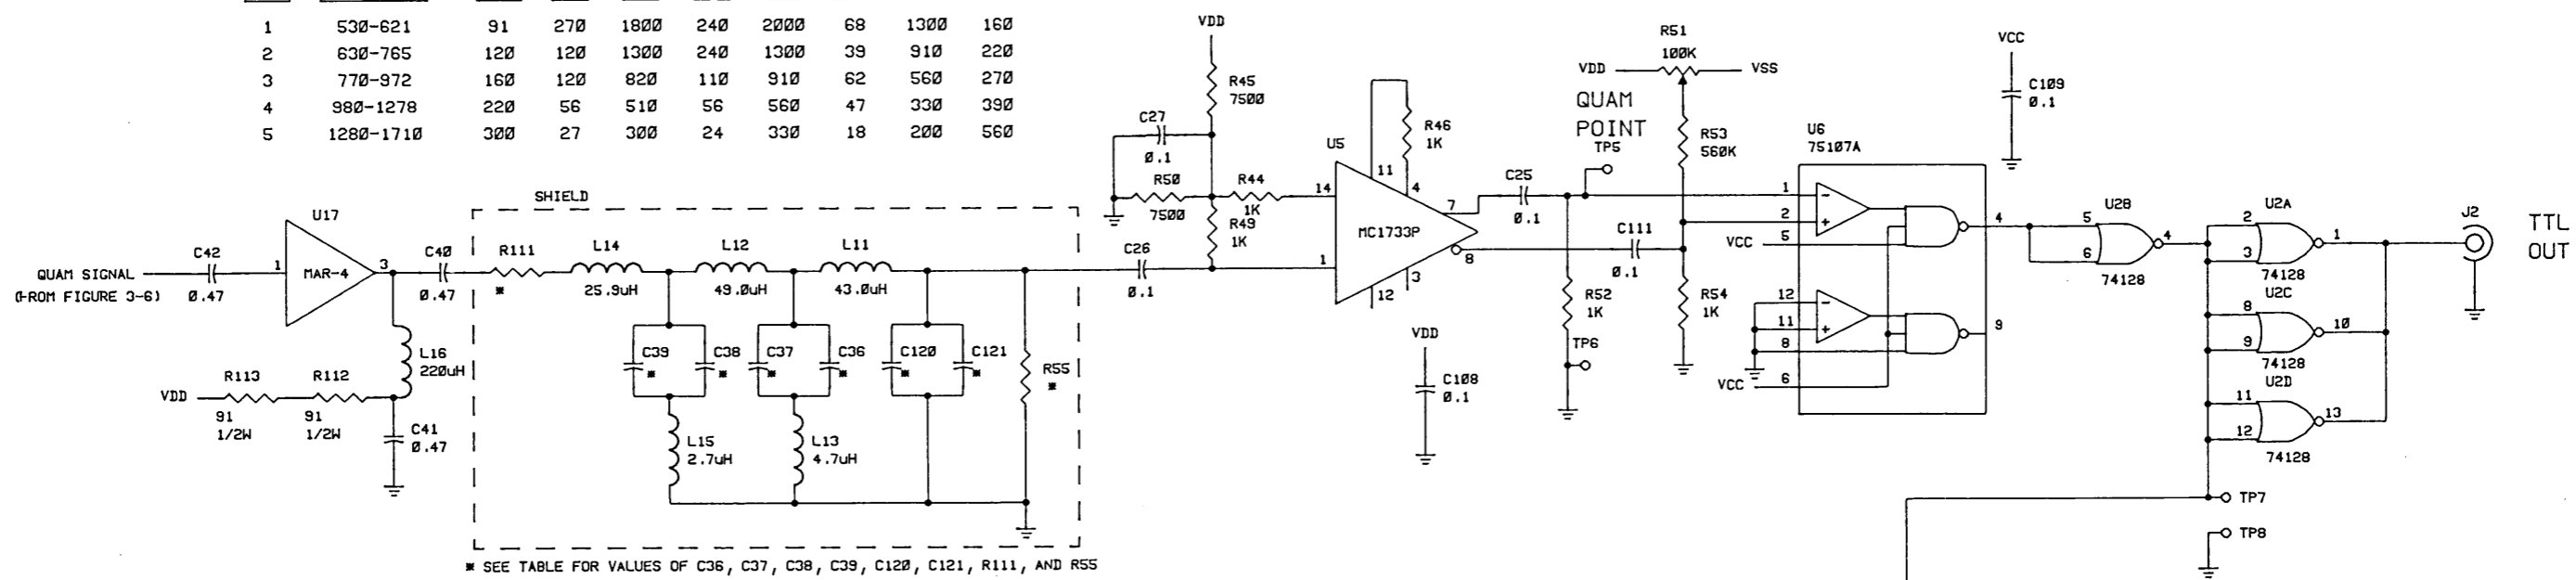 1 530-621 91 270 1800 240 2000 68 1300 160
2 630-765 120 120 1300 240 1300 39 910 220
3 770-972 160 120 820 110 910 62 560 270
4 980-1278 220 56 510 56 560 47 330 390
5 1280-1710 300 27 300 24 330 18 200 560
VDD
R45
7500
C27
0.1
R50
7500
R44
1K
R49
1K
U5
14
11
4
R46
1K
MC1733P
7
8
1
12
3
C26
0.1
SHIELD
U17
MAR-4
1
3
C42
0.47
QUAM SIGNAL
(FROM FIGURE 3-6)
C40
0.47
R111
*
L14
25.9uH
L12
49.0uH
L11
43.0uH
C39
*
C38
*
C37
*
C36
*
C120
*
C121
*
R55
*
L15
2.7uH
L13
4.7uH
L16
220uH
VDD
R113
91
1/2W
R112
91
1/2W
C41
0.47
* SEE TABLE FOR VALUES OF C36, C37, C38, C39, C120, C121, R111, AND R55
VDD
C108
0.1
C25
0.1
QUAM
POINT
TP5
R51
100K
VDD
VSS
R53
560K
C111
0.1
R52
1K
R54
1K
TP6
U6
75107A
1
2
VCC 5
4
12
11
8
9
VCC 6
VCC
C109
0.1
U2B
5
6
4
74128
U2A
2
3
1
74128
U2C
8
9
10
74128
U2D
11
12
13
74128
J2
TTL
OUT
TP7
TP8